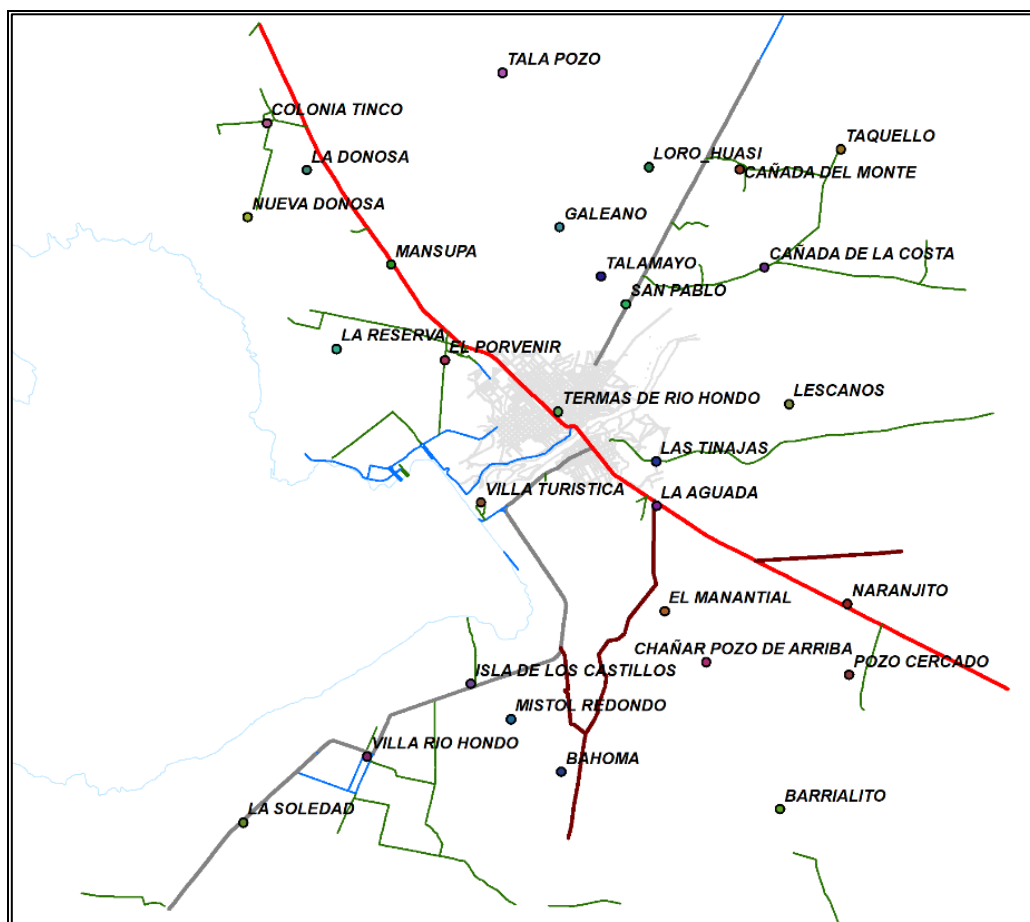 TALA POZO
COLONIA TINCO
TAQUELLO
LA DONOSA
LORO_HUASI
CAÑADA DEL MONTE
NUEVA DONOSA
GALEANO
MANSUPA
CAÑADA DE LA COSTA
TALAMAYO
SAN PABLO
LA RESERVA
EL PORVENIR
LESCANOS
TERMAS DE RIO HONDO
LAS TINAJAS
VILLA TURISTICA
LA AGUADA
NARANJITO
EL MANANTIAL
CHAÑAR POZO DE ARRIBA
POZO CERCADO
ISLA DE LOS CASTILLOS
MISTOL REDONDO
VILLA RIO HONDO
BAHOMA
BARRIALITO
LA SOLEDAD